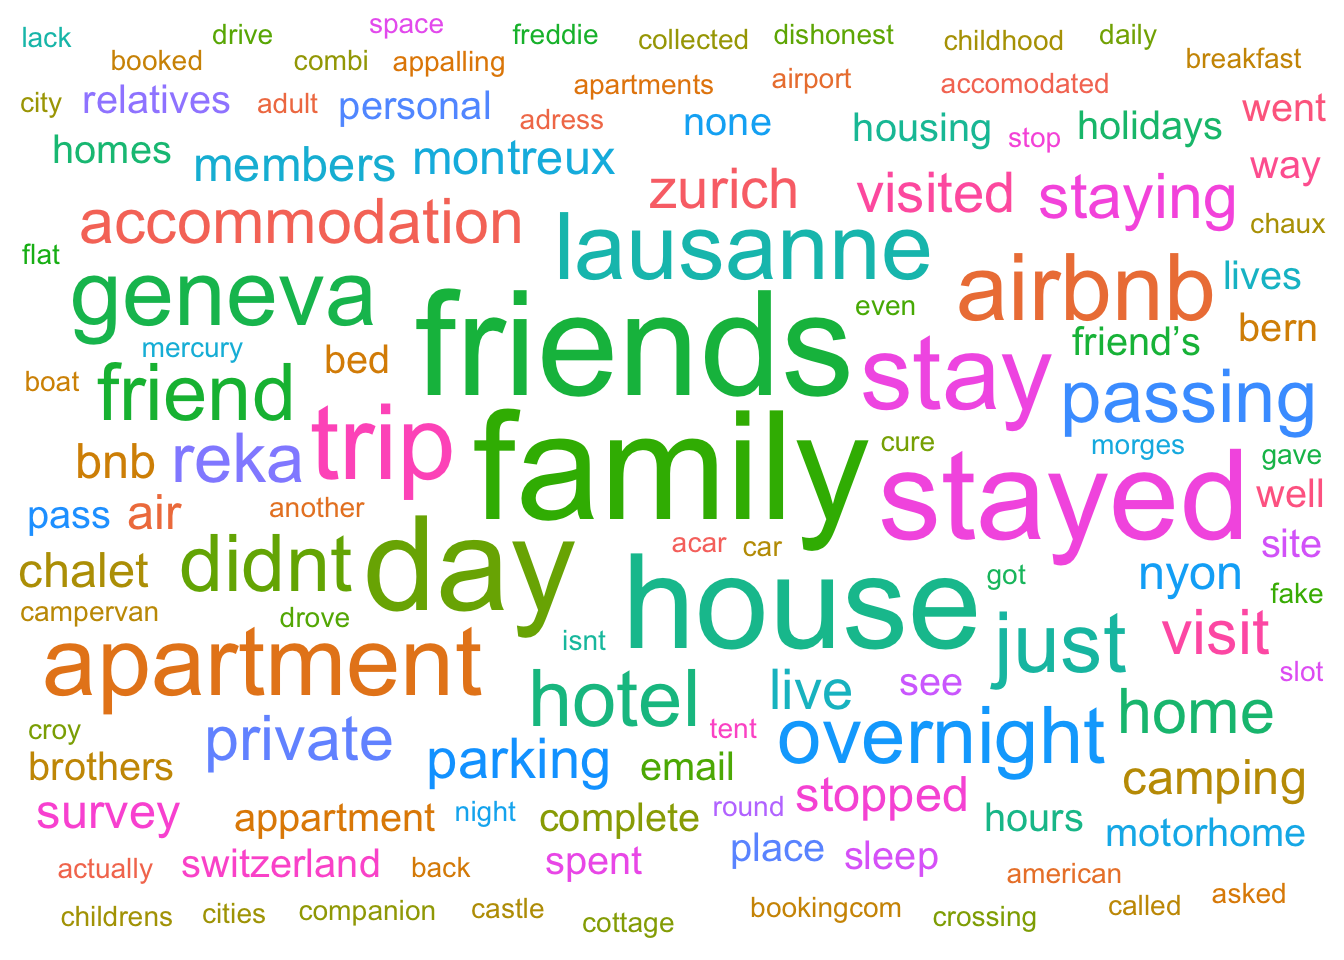 lack drive space freddie collected dishonest childhood daily
booked combi appalling apartments airport accomodated breakfast
city relatives adult personal adress none housing stop holidays went
homes members montreux zurich visited staying way
accommodation lausanne chaux
flat geneva friends even airbnb lives
mercury bed friend’s bern
boat friend stay passing
bnb reka trip family cure morges gave
pass air another stayed well
chalet didnt day acar car house got nyon site
campervan drove isnt just visit fake
apartment hotel live see home slot
croy private parking tent overnight
brothers email camping
survey appartment night complete round stopped hours motorhome
actually switzerland back spent place sleep american
childrens cities companion castle cottage bookingcom crossing called asked